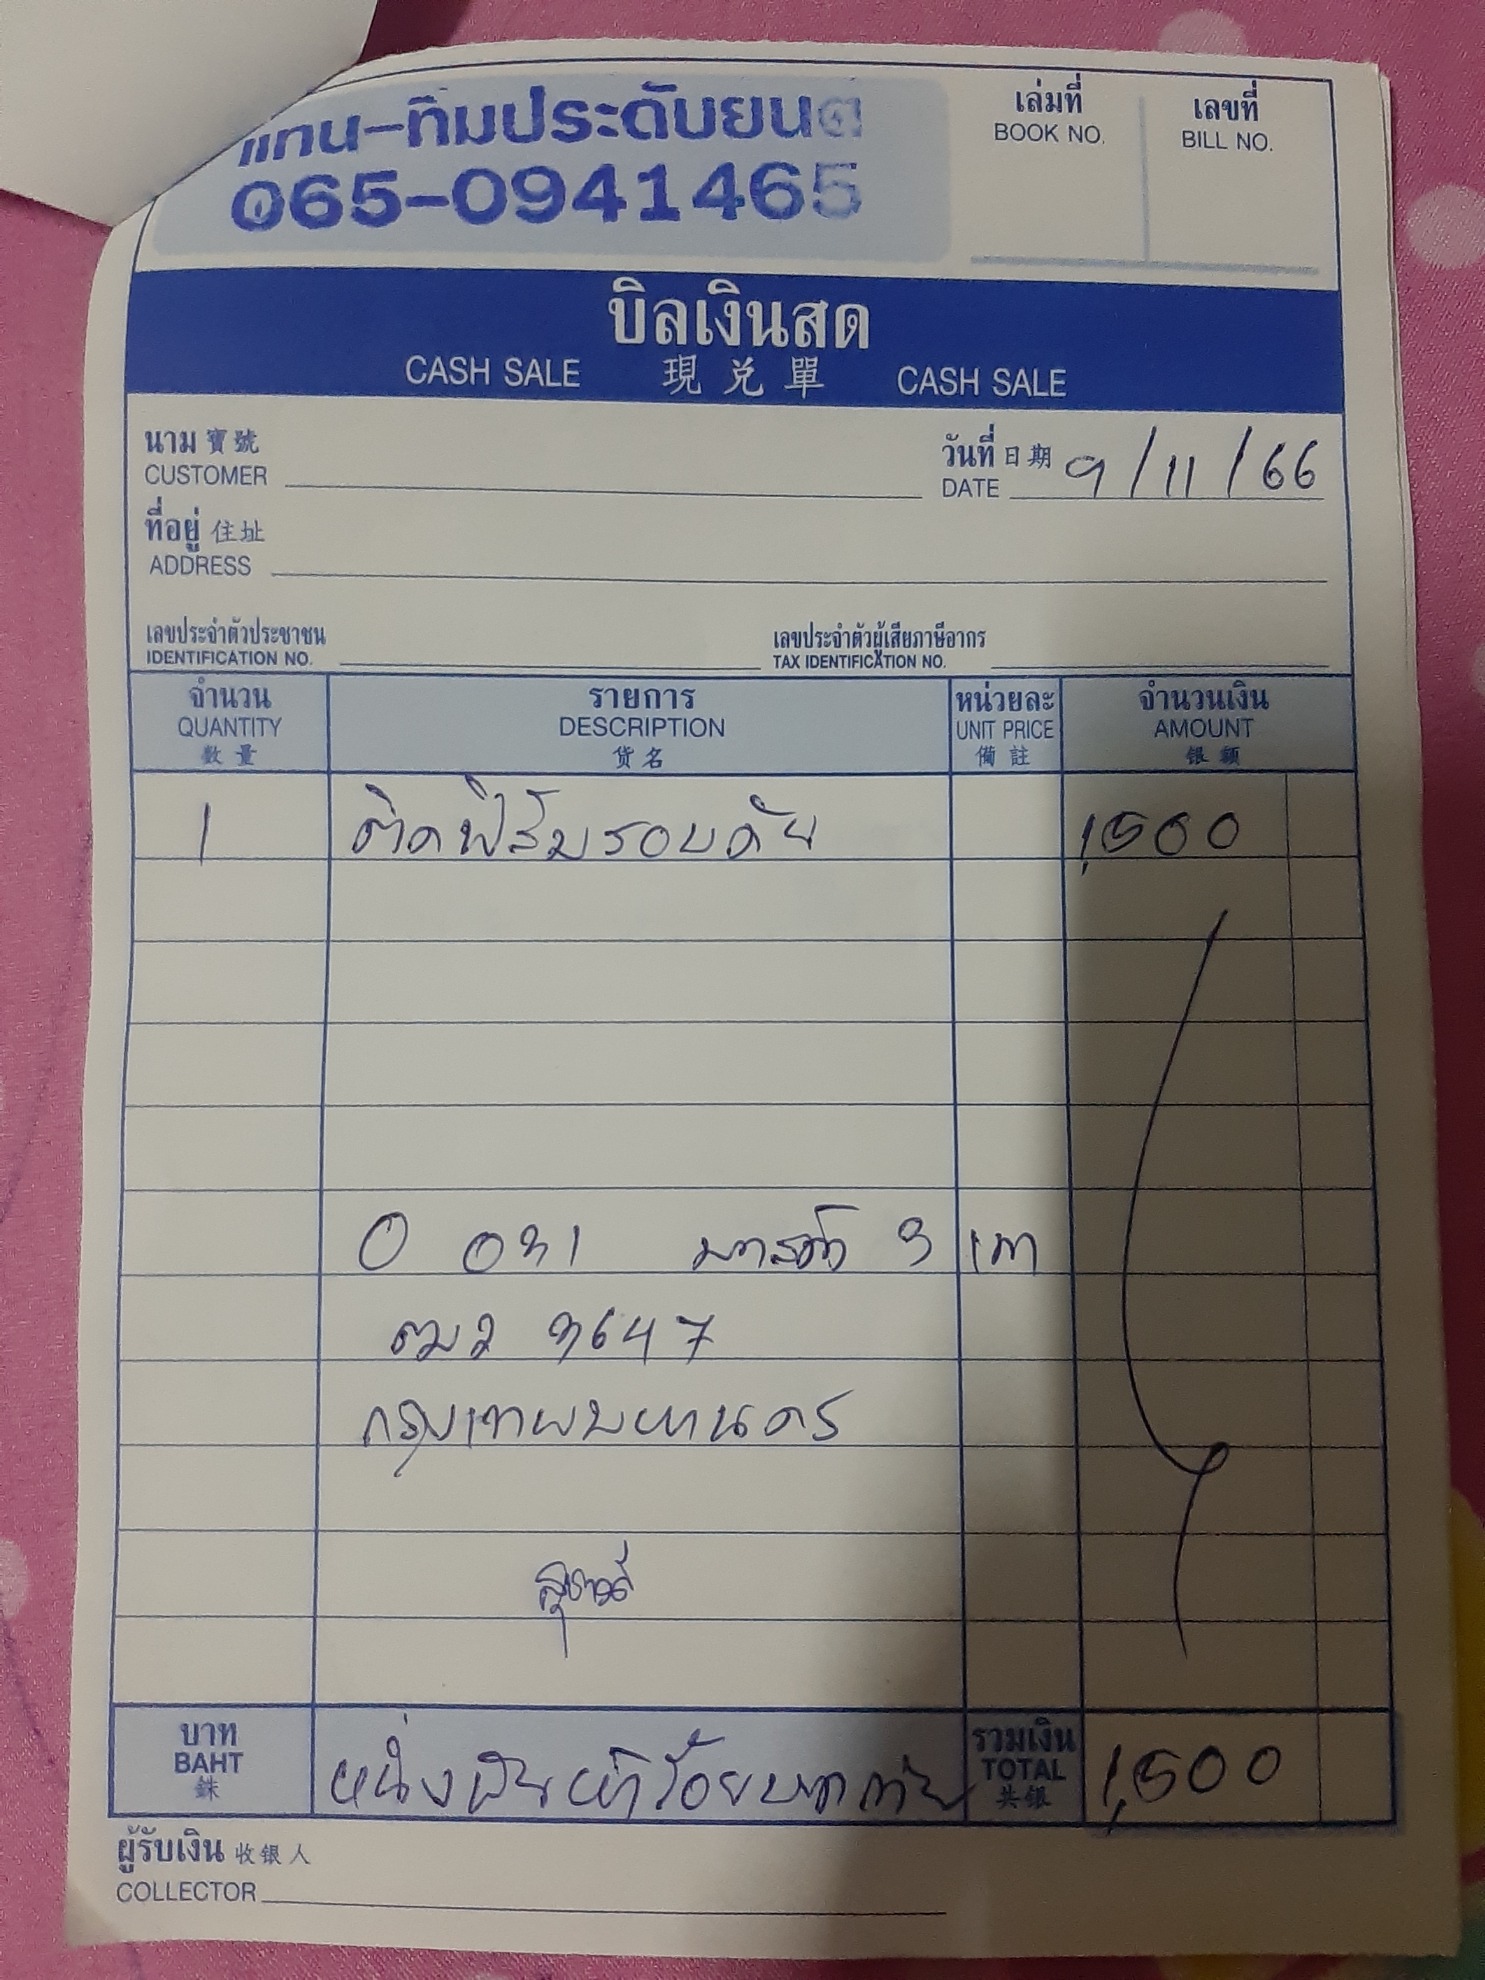 แทน-ทีมประดับยนต
065-0941465
เล่มที่
BOOK NO.
เลขที่
BILL NO.
บิลเงินสด
CASH SALE 現兌單 CASH SALE
นาม 寶號
CUSTOMER
วันที่ 日期
DATE
9/11/66
ที่อยู่ 住址
ADDRESS
เลขประจำตัวประชาชน
IDENTIFICATION NO.
เลขประจำตัวผู้เสียภาษีอากร
TAX IDENTIFICATION NO.
จำนวน
QUANTITY
数量
รายการ
DESCRIPTION
货名
หน่วยละ
UNIT PRICE
備註
จำนวนเงิน
AMOUNT
银額
1 ติดฟิล์มรอบคัน 1,500
0 031 มาสด้า 3 เทา
3647
กรุงเทพมหานคร
บาท
BAHT
銖
หนึ่งพันห้าร้อยบาทถ้วน
รวมเงิน
TOTAL
共银
1,500
ผู้รับเงิน 收银人
COLLECTOR